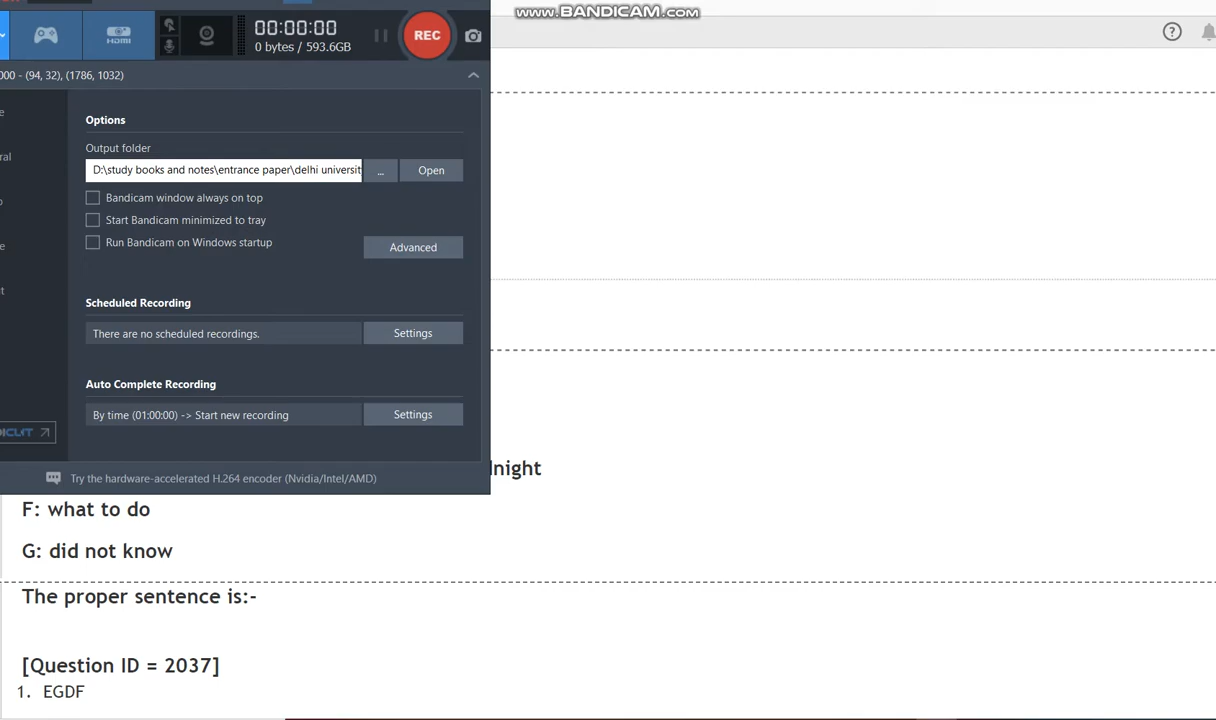 www.BANDICAM.com
HDMI
00:00:00
0 bytes / 593.6GB
REC
000 - (94, 32), (1786, 1032)
Options
Output folder
D:\study books and notes\entrance paper\delhi universit
...
Open
Bandicam window always on top
Start Bandicam minimized to tray
Run Bandicam on Windows startup
Advanced
Scheduled Recording
There are no scheduled recordings.
Settings
Auto Complete Recording
By time (01:00:00) -> Start new recording
Settings
Try the hardware-accelerated H.264 encoder (Nvidia/Intel/AMD)
night
F: what to do
G: did not know
The proper sentence is:-
[Question ID = 2037]
1. EGDF